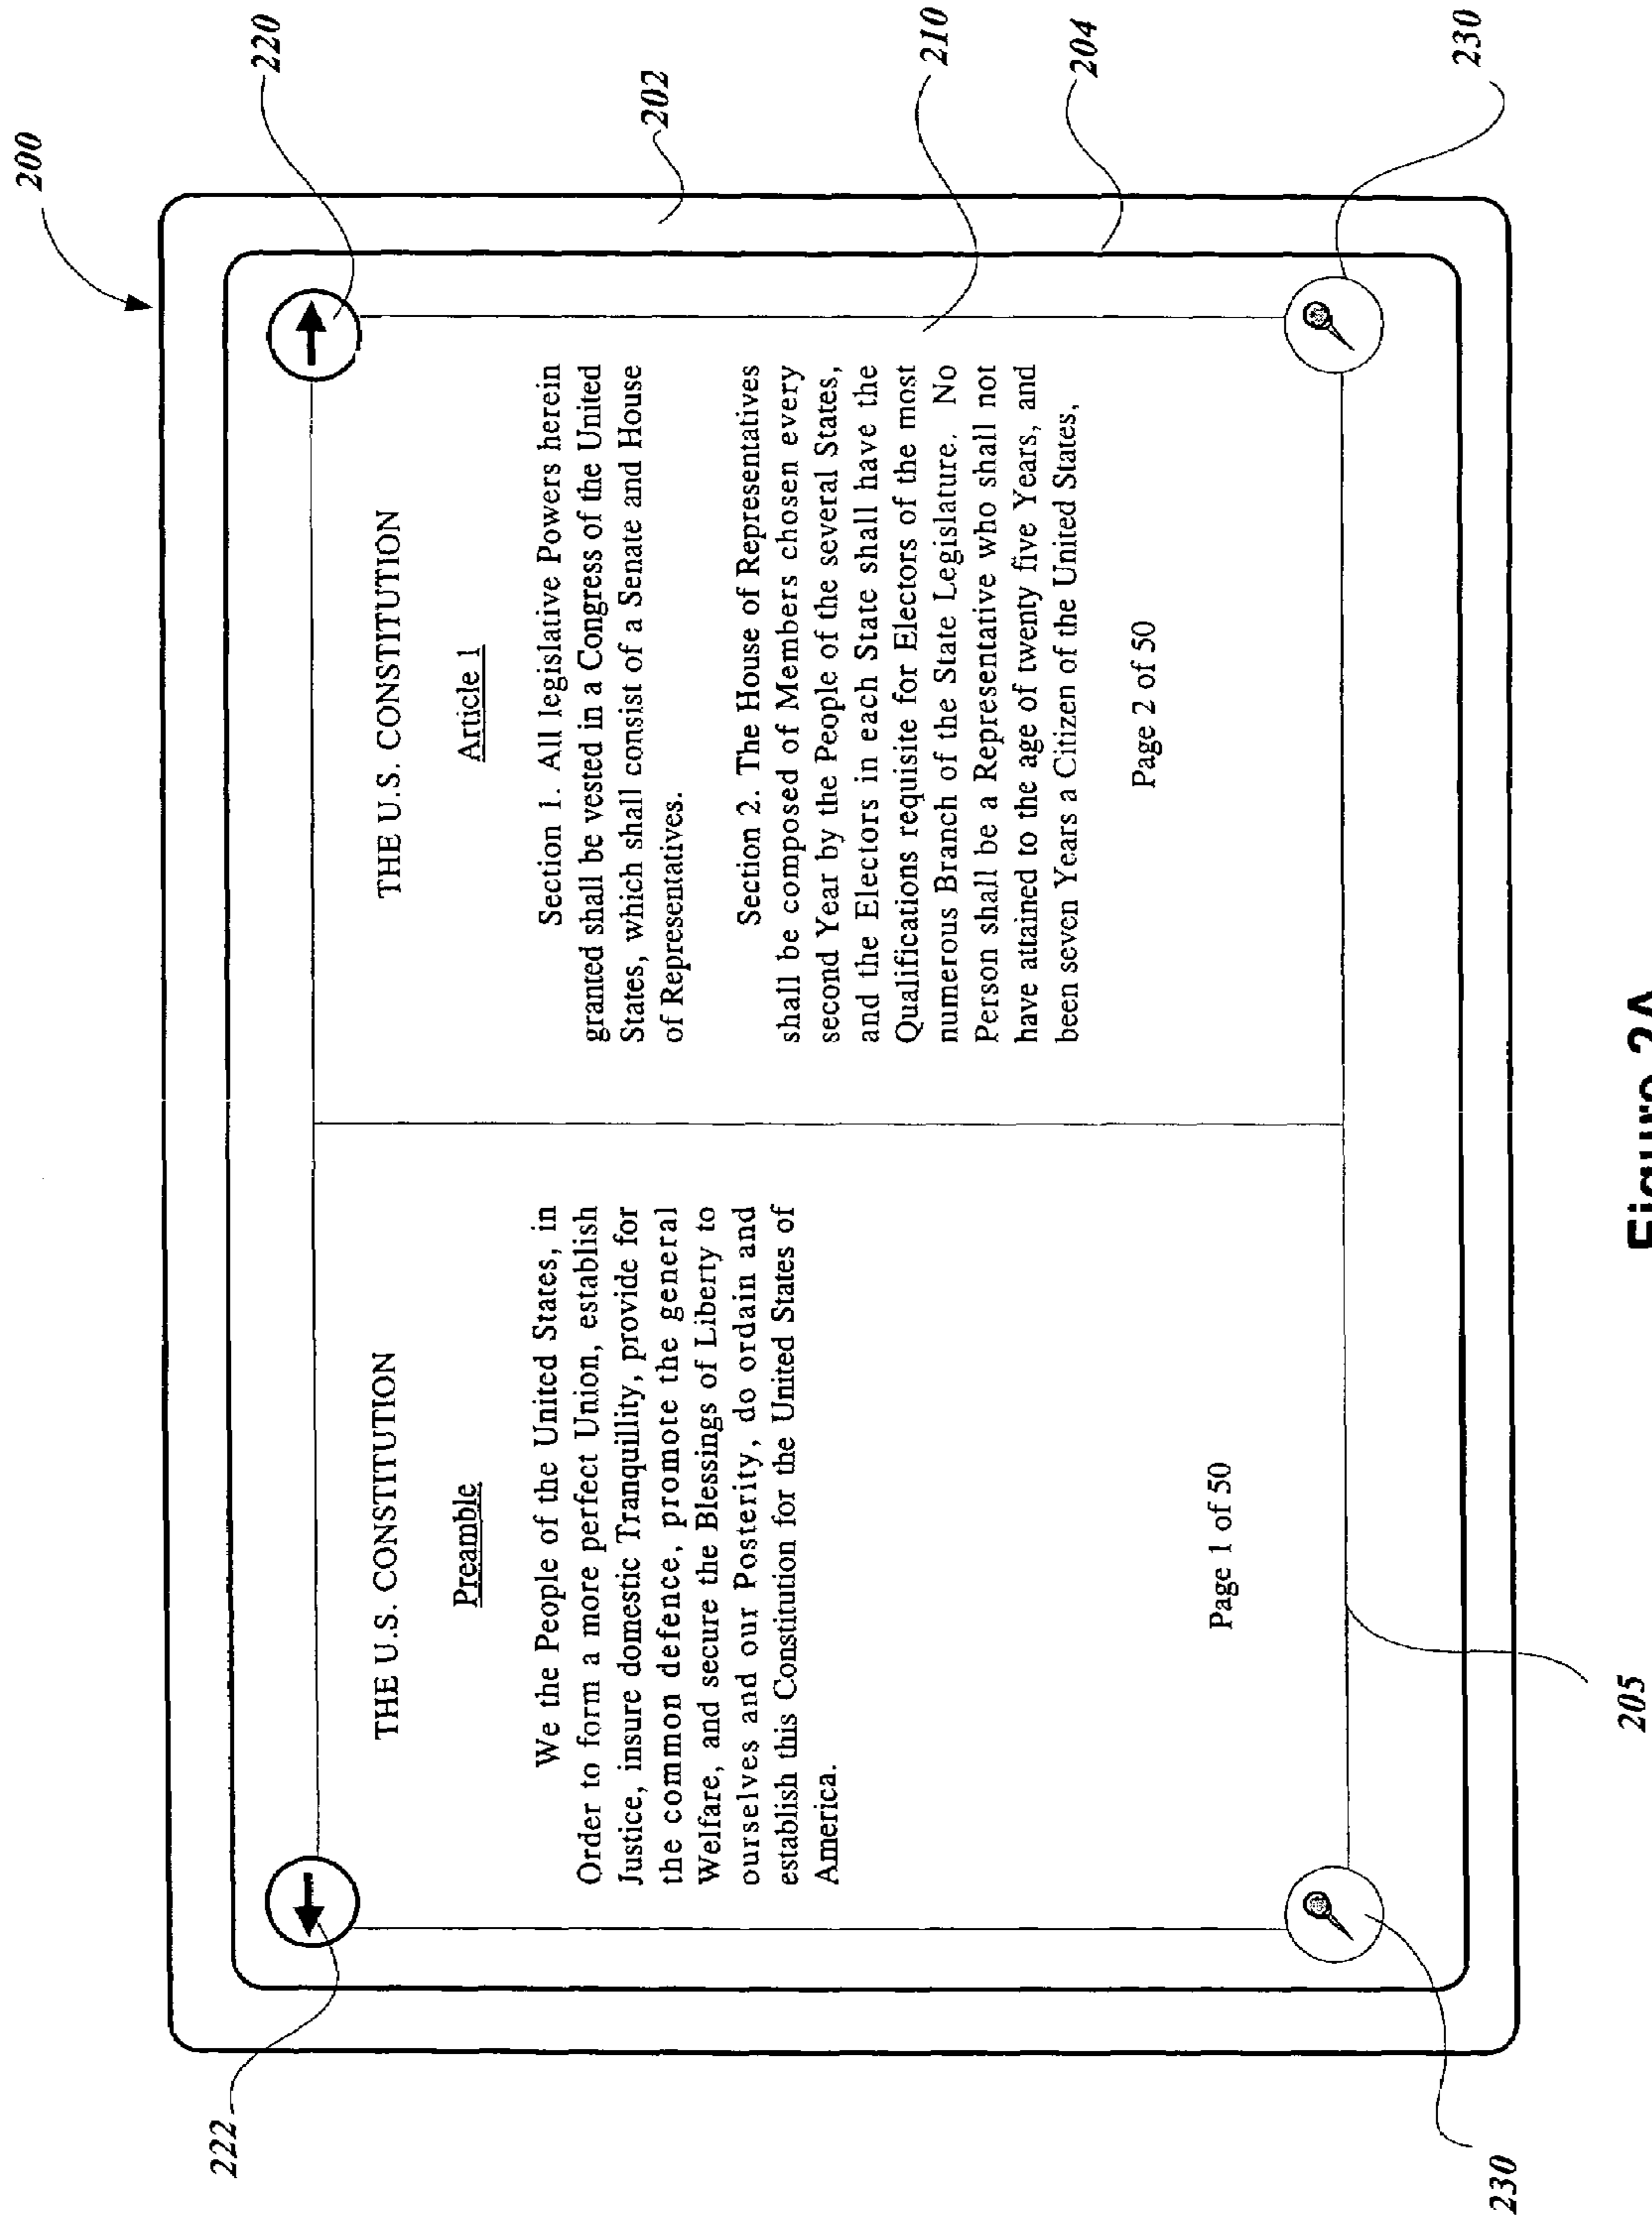 200
220
202
210
204
230
THE U.S. CONSTITUTION
Preamble
We the People of the United States, in
Order to form a more perfect Union, establish
Justice, insure domestic Tranquillity, provide for
the common defence, promote the general
Welfare, and secure the Blessings of Liberty to
ourselves and our Posterity, do ordain and
establish this Constitution for the United States of
America.
Page 1 of 50
THE U.S. CONSTITUTION
Article 1
Section 1. All legislative Powers herein
granted shall be vested in a Congress of the United
States, which shall consist of a Senate and House
of Representatives.
Section 2. The House of Representatives
shall be composed of Members chosen every
second Year by the People of the several States,
and the Electors in each State shall have the
Qualifications requisite for Electors of the most
numerous Branch of the State Legislature. No
Person shall be a Representative who shall not
have attained to the age of twenty five Years, and
been seven Years a Citizen of the United States,
Page 2 of 50
222
230
205
Figure 2A